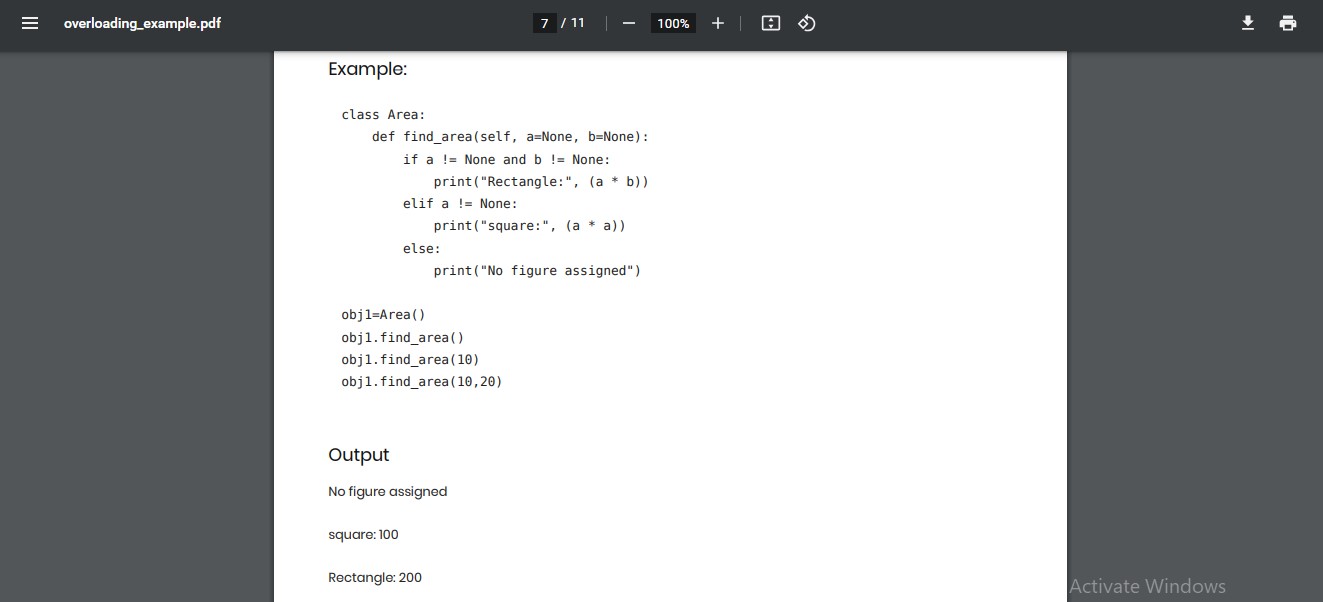 overloading_example.pdf
7 / 11
100%
Example:
class Area:
    def find_area(self, a=None, b=None):
        if a != None and b != None:
            print("Rectangle:", (a * b))
        elif a != None:
            print("square:", (a * a))
        else:
            print("No figure assigned")
obj1=Area()
obj1.find_area()
obj1.find_area(10)
obj1.find_area(10,20)
Output
No figure assigned
square: 100
Rectangle: 200
Activate Windows